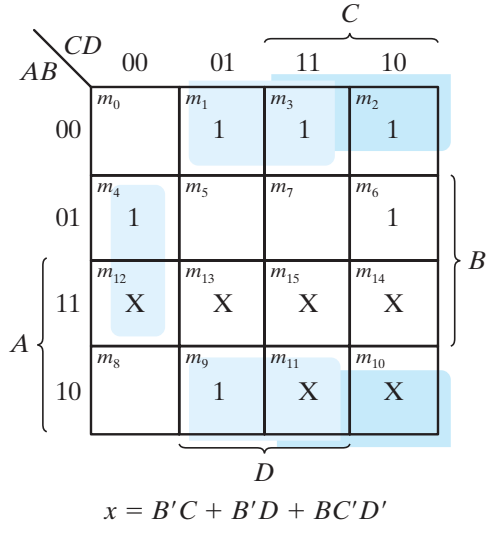 C
CD
AB 00 01 11 10
m0 m1 m3 m2
00 1 1 1
m4 m5 m7 m6
01 1 1
B
m12 m13 m15 m14
11 X X X X
A
m8 m9 m11 m10
10 1 X X
D
x = B′C + B′D + BC′D′